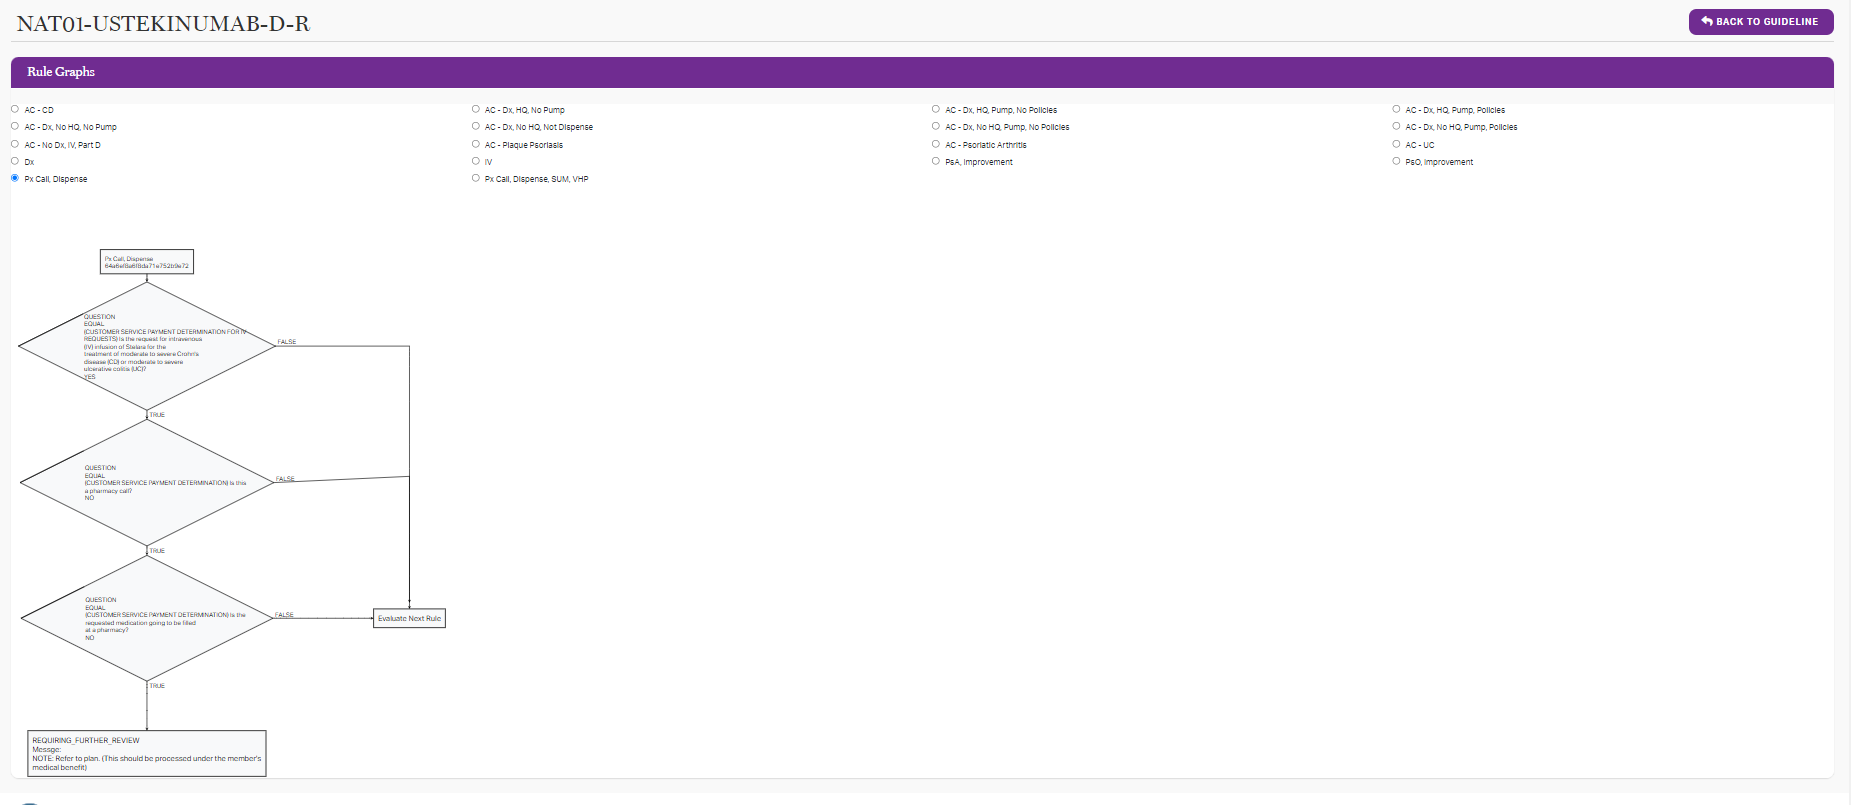 NAT01-USTEKINUMAB-D-R
BACK TO GUIDELINE
Rule Graphs
AC - CD
AC - Dx, HQ, No Pump
AC - Dx, HQ, Pump, No Policies
AC - Dx, HQ, Pump, Policies
AC - Dx, No HQ, No Pump
AC - Dx, No HQ, Not Dispense
AC - Dx, No HQ, Pump, No Policies
AC - Dx, No HQ, Pump, Policies
AC - No Dx, IV, Part D
AC - Plaque Psoriasis
AC - Psoriatic Arthritis
AC - UC
Dx
IV
PsA, Improvement
PsO, Improvement
Px Call, Dispense
Px Call, Dispense, SUM, VHP
Px Call, Dispense
QUESTION
EQUAL
(CUSTOMER SERVICE PAYMENT DETERMINATION FOR IV
REQUESTS) Is the request for intravenous
(IV) infusion of Stelara for the
treatment of moderate to severe Crohn's
disease (CD) or moderate to severe
ulcerative colitis (UC)?
YES
FALSE
TRUE
QUESTION
EQUAL
(CUSTOMER SERVICE PAYMENT DETERMINATION) Is this
a pharmacy call?
NO
FALSE
TRUE
QUESTION
EQUAL
(CUSTOMER SERVICE PAYMENT DETERMINATION) Is the
requested medication going to be filled
at a pharmacy?
NO
FALSE
Evaluate Next Rule
TRUE
REQUIRING_FURTHER_REVIEW
Messge:
NOTE: Refer to plan. (This should be processed under the member's
medical benefit)